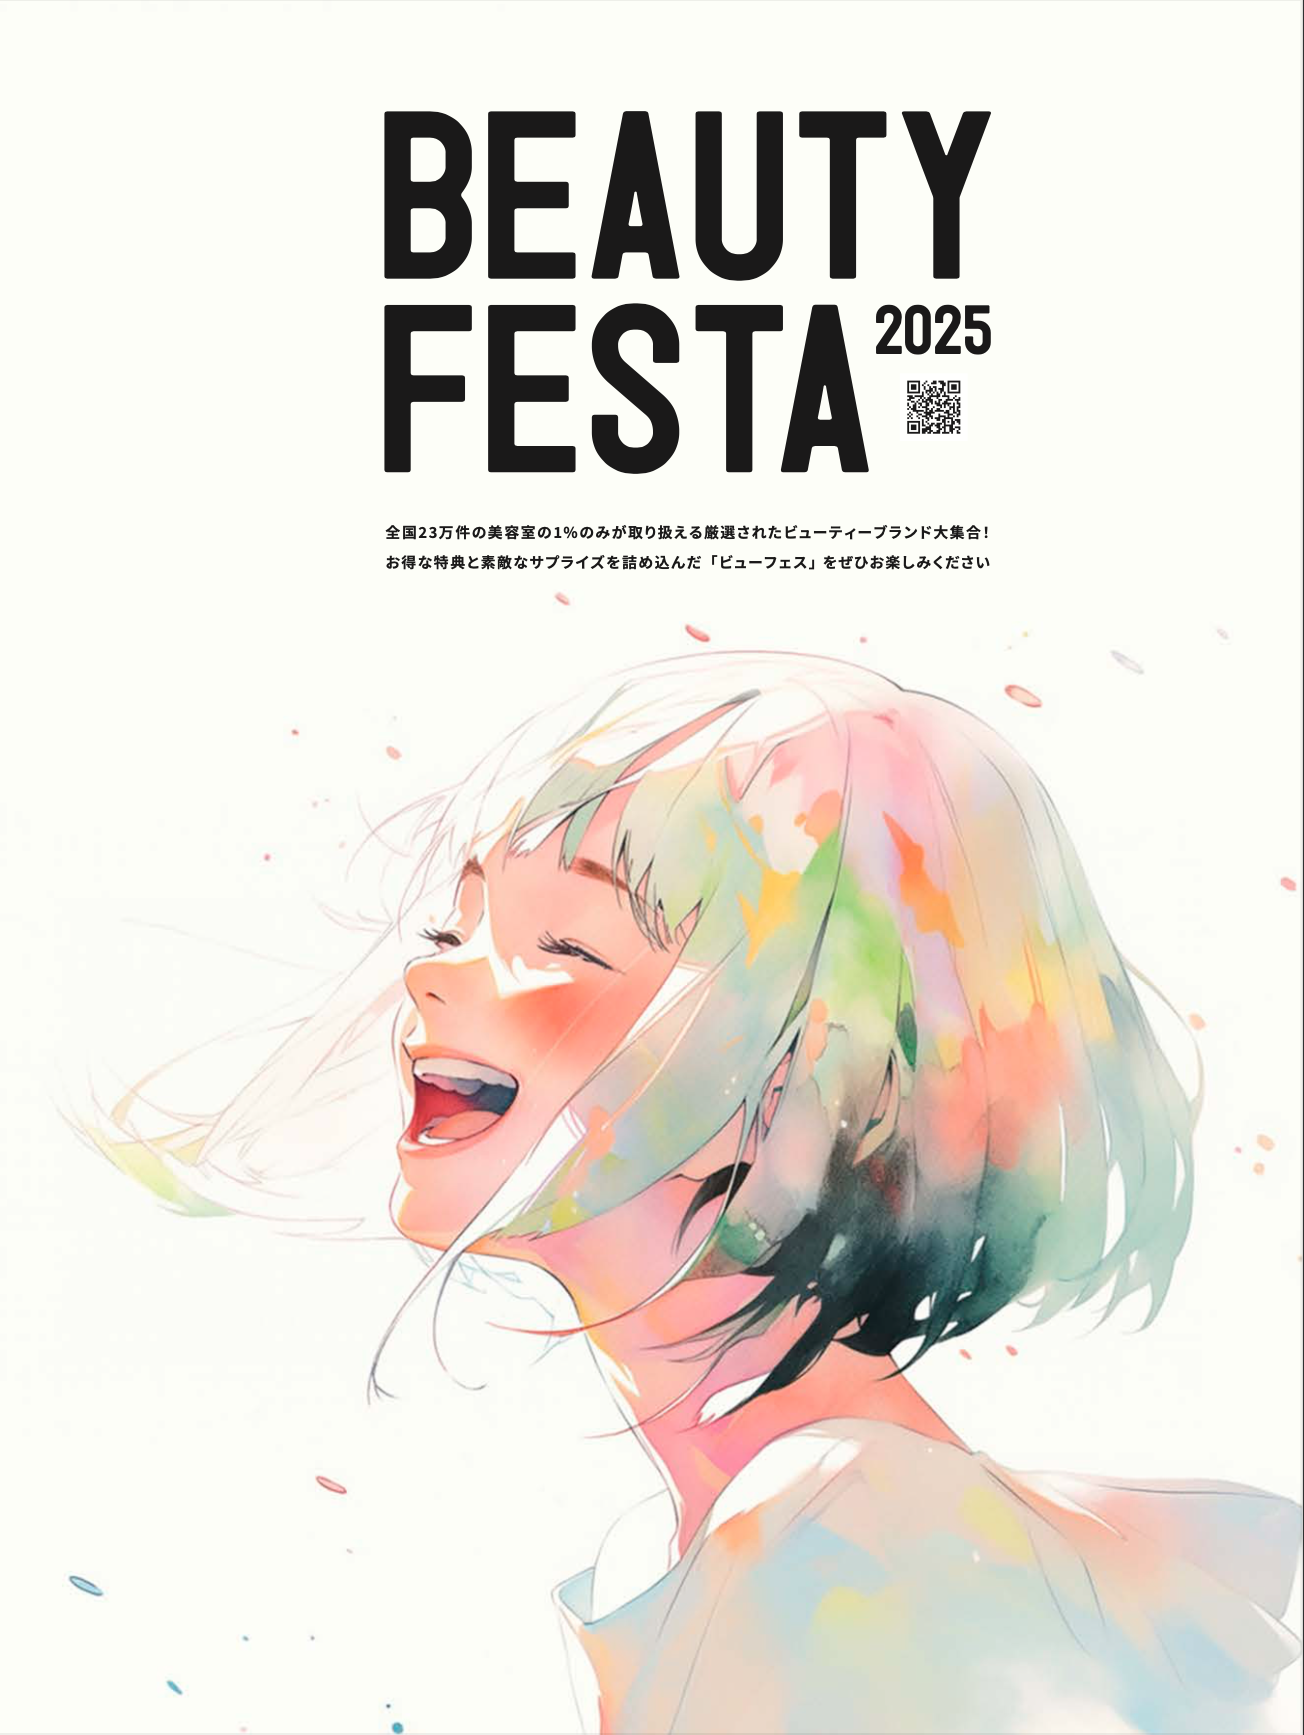 BEAUTY
FESTA 2025
全国23万件の美容室の1%のみが取り扱える厳選されたビューティーブランド大集合！
お得な特典と素敵なサプライズを詰め込んだ「ビューフェス」をぜひお楽しみください